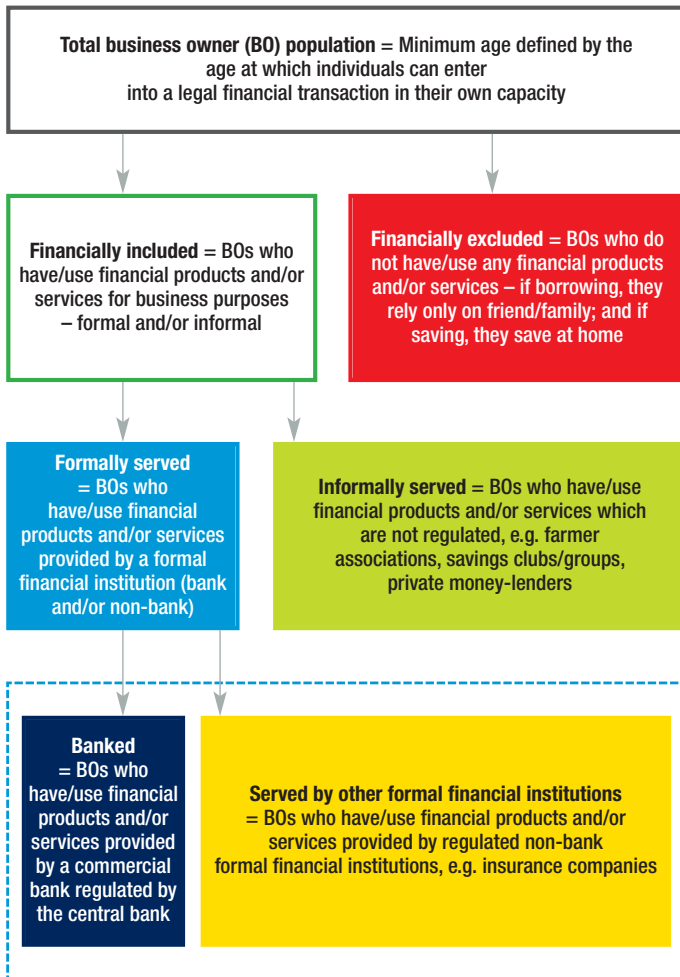 Total business owner (BO) population = Minimum age defined by the
age at which individuals can enter
into a legal financial transaction in their own capacity
Financially included = BOs who
have/use financial products and/or
services for business purposes
– formal and/or informal
Financially excluded = BOs who do
not have/use any financial products
and/or services – if borrowing, they
rely only on friend/family; and if
saving, they save at home
Formally served
= BOs who
have/use financial
products and/or services
provided by a formal
financial institution (bank
and/or non-bank)
Informally served = BOs who have/use
financial products and/or services which
are not regulated, e.g. farmer
associations, savings clubs/groups,
private money-lenders
Banked
= BOs who
have/use financial
products and/or
services provided
by a commercial
bank regulated by
the central bank
Served by other formal financial institutions
= BOs who have/use financial products and/or
services provided by regulated non-bank
formal financial institutions, e.g. insurance companies